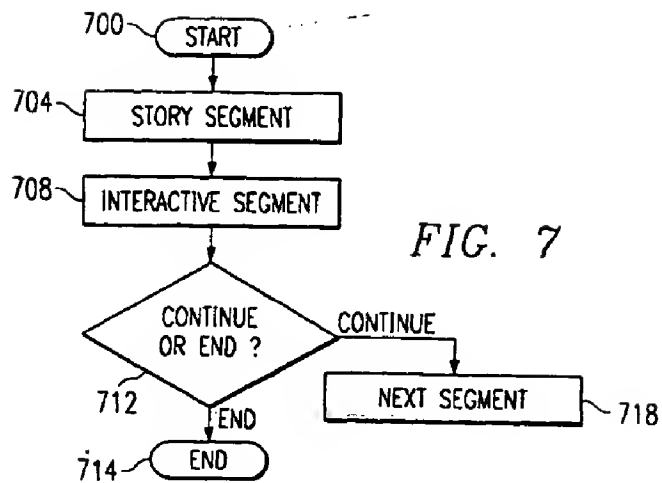 700
START
704
STORY SEGMENT
708
INTERACTIVE SEGMENT
FIG. 7
CONTINUE
OR END ?
CONTINUE
712
NEXT SEGMENT
718
END
714
END